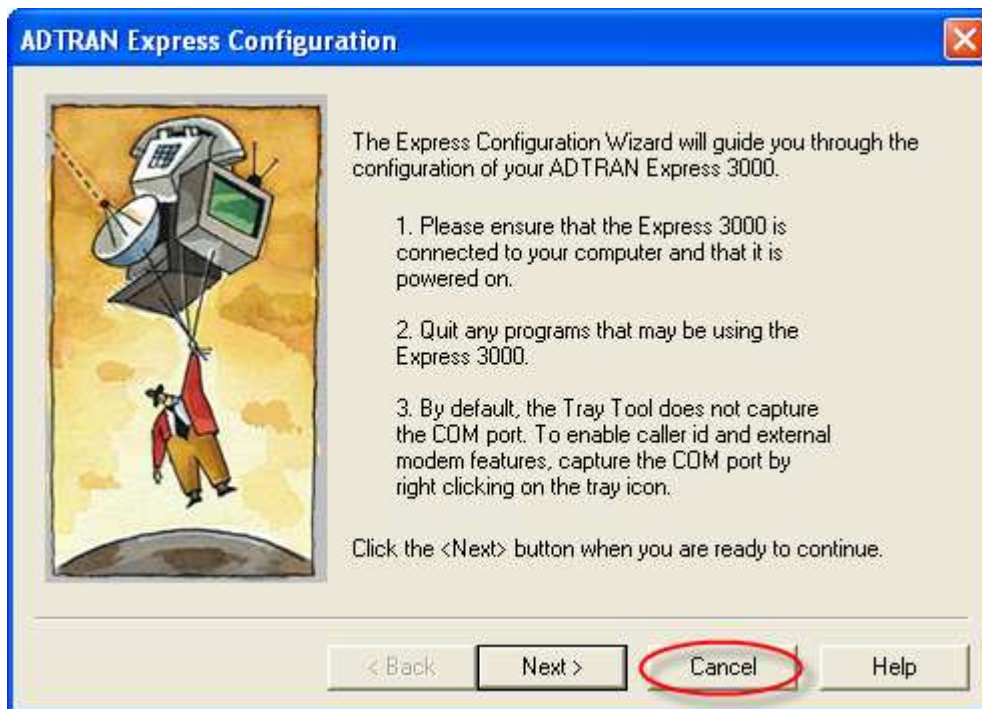 ADTRAN Express Configuration
The Express Configuration Wizard will guide you through the
configuration of your ADTRAN Express 3000.
1. Please ensure that the Express 3000 is
connected to your computer and that it is
powered on.
2. Quit any programs that may be using the
Express 3000.
3. By default, the Tray Tool does not capture
the COM port. To enable caller id and external
modem features, capture the COM port by
right clicking on the tray icon.
Click the <Next> button when you are ready to continue.
< Back
Next >
Cancel
Help